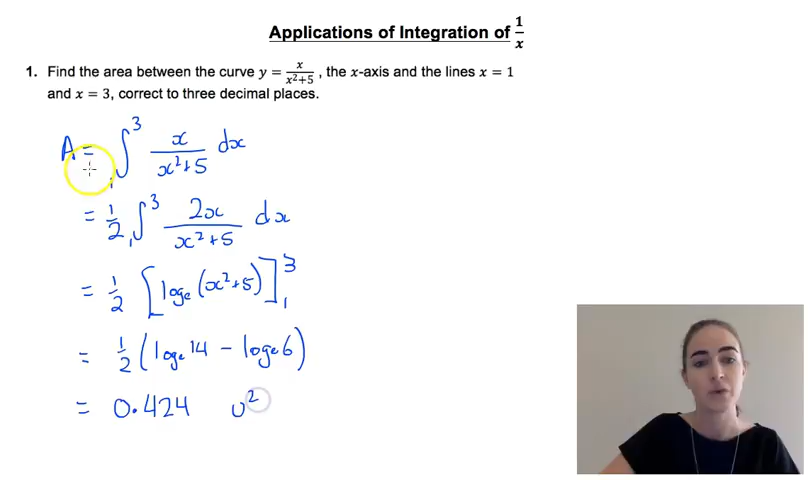 Applications of Integration of 1/x
1. Find the area between the curve y = x/(x²+5) , the x-axis and the lines x = 1
and x = 3, correct to three decimal places.
A = ∫₁³ x/(x²+5) dx
= 1/2 ∫₁³ 2x/(x²+5) dx
= 1/2 [logₑ(x²+5)]₁³
= 1/2 (logₑ14 − logₑ6)
= 0.424 u²